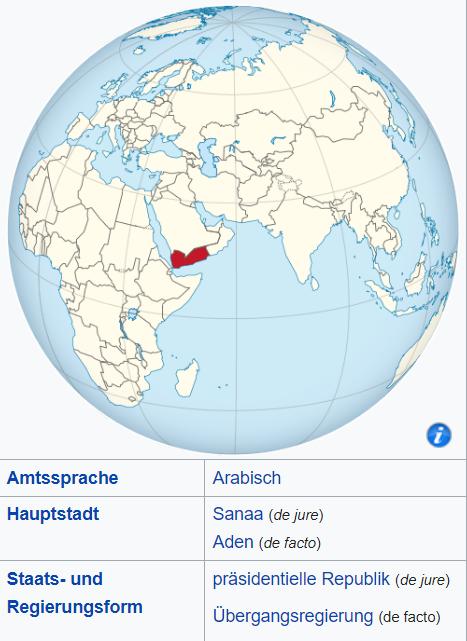 Amtssprache Arabisch
Hauptstadt Sanaa (de jure)
Aden (de facto)
Staats- und Regierungsform präsidentielle Republik (de jure)
Übergangsregierung (de facto)